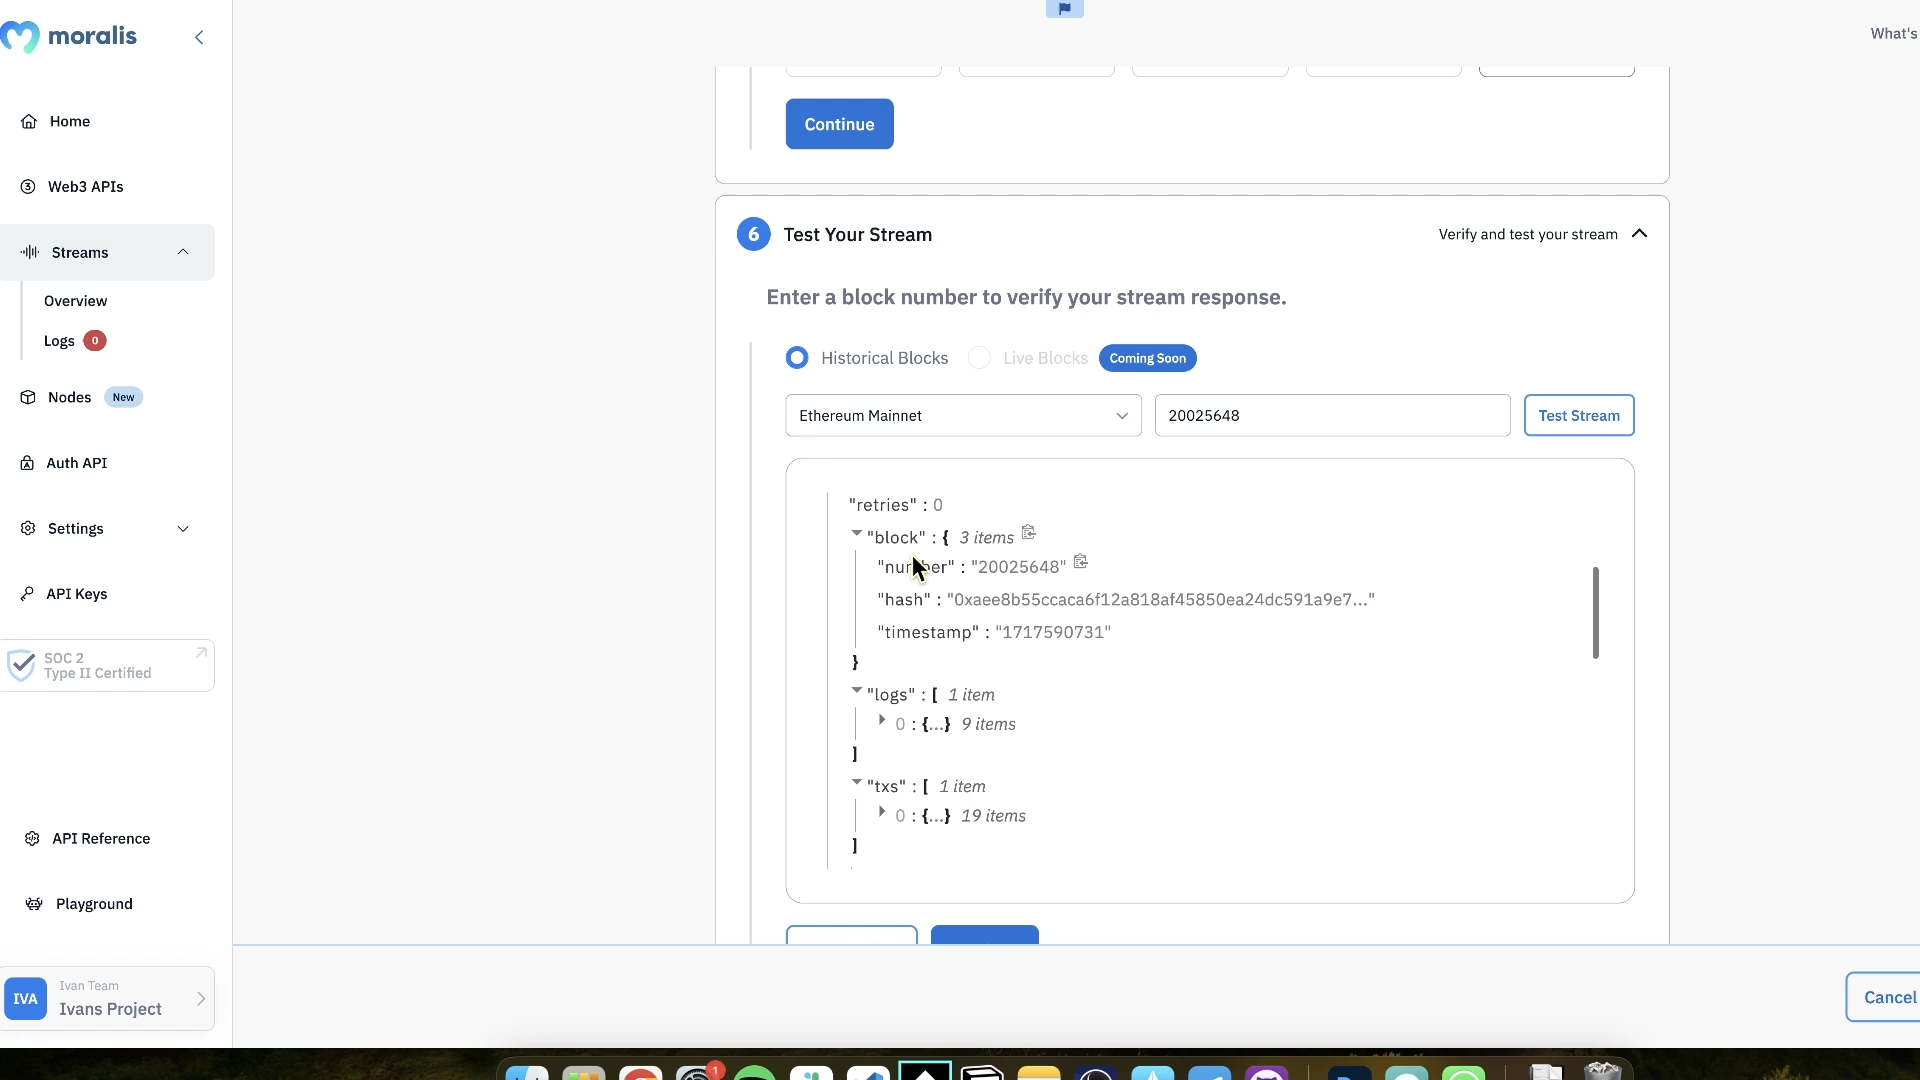 moralis
What's
Home
Continue
Web3 APIs
6 Test Your Stream
Verify and test your stream
Streams
Overview
Enter a block number to verify your stream response.
Logs 0
Historical Blocks
Live Blocks
Coming Soon
Nodes New
Ethereum Mainnet
20025648
Test Stream
Auth API
"retries" : 0
Settings
"block" : { 3 items
"number" : "20025648"
API Keys
"hash" : "0xaee8b55ccaca6f12a818af45850ea24dc591a9e7..."
"timestamp" : "1717590731"
}
SOC 2
Type II Certified
"logs" : [ 1 item
0 : {...} 9 items
]
"txs" : [ 1 item
0 : {...} 19 items
]
API Reference
Playground
Ivan Team
IVA
Ivans Project
Cancel
1